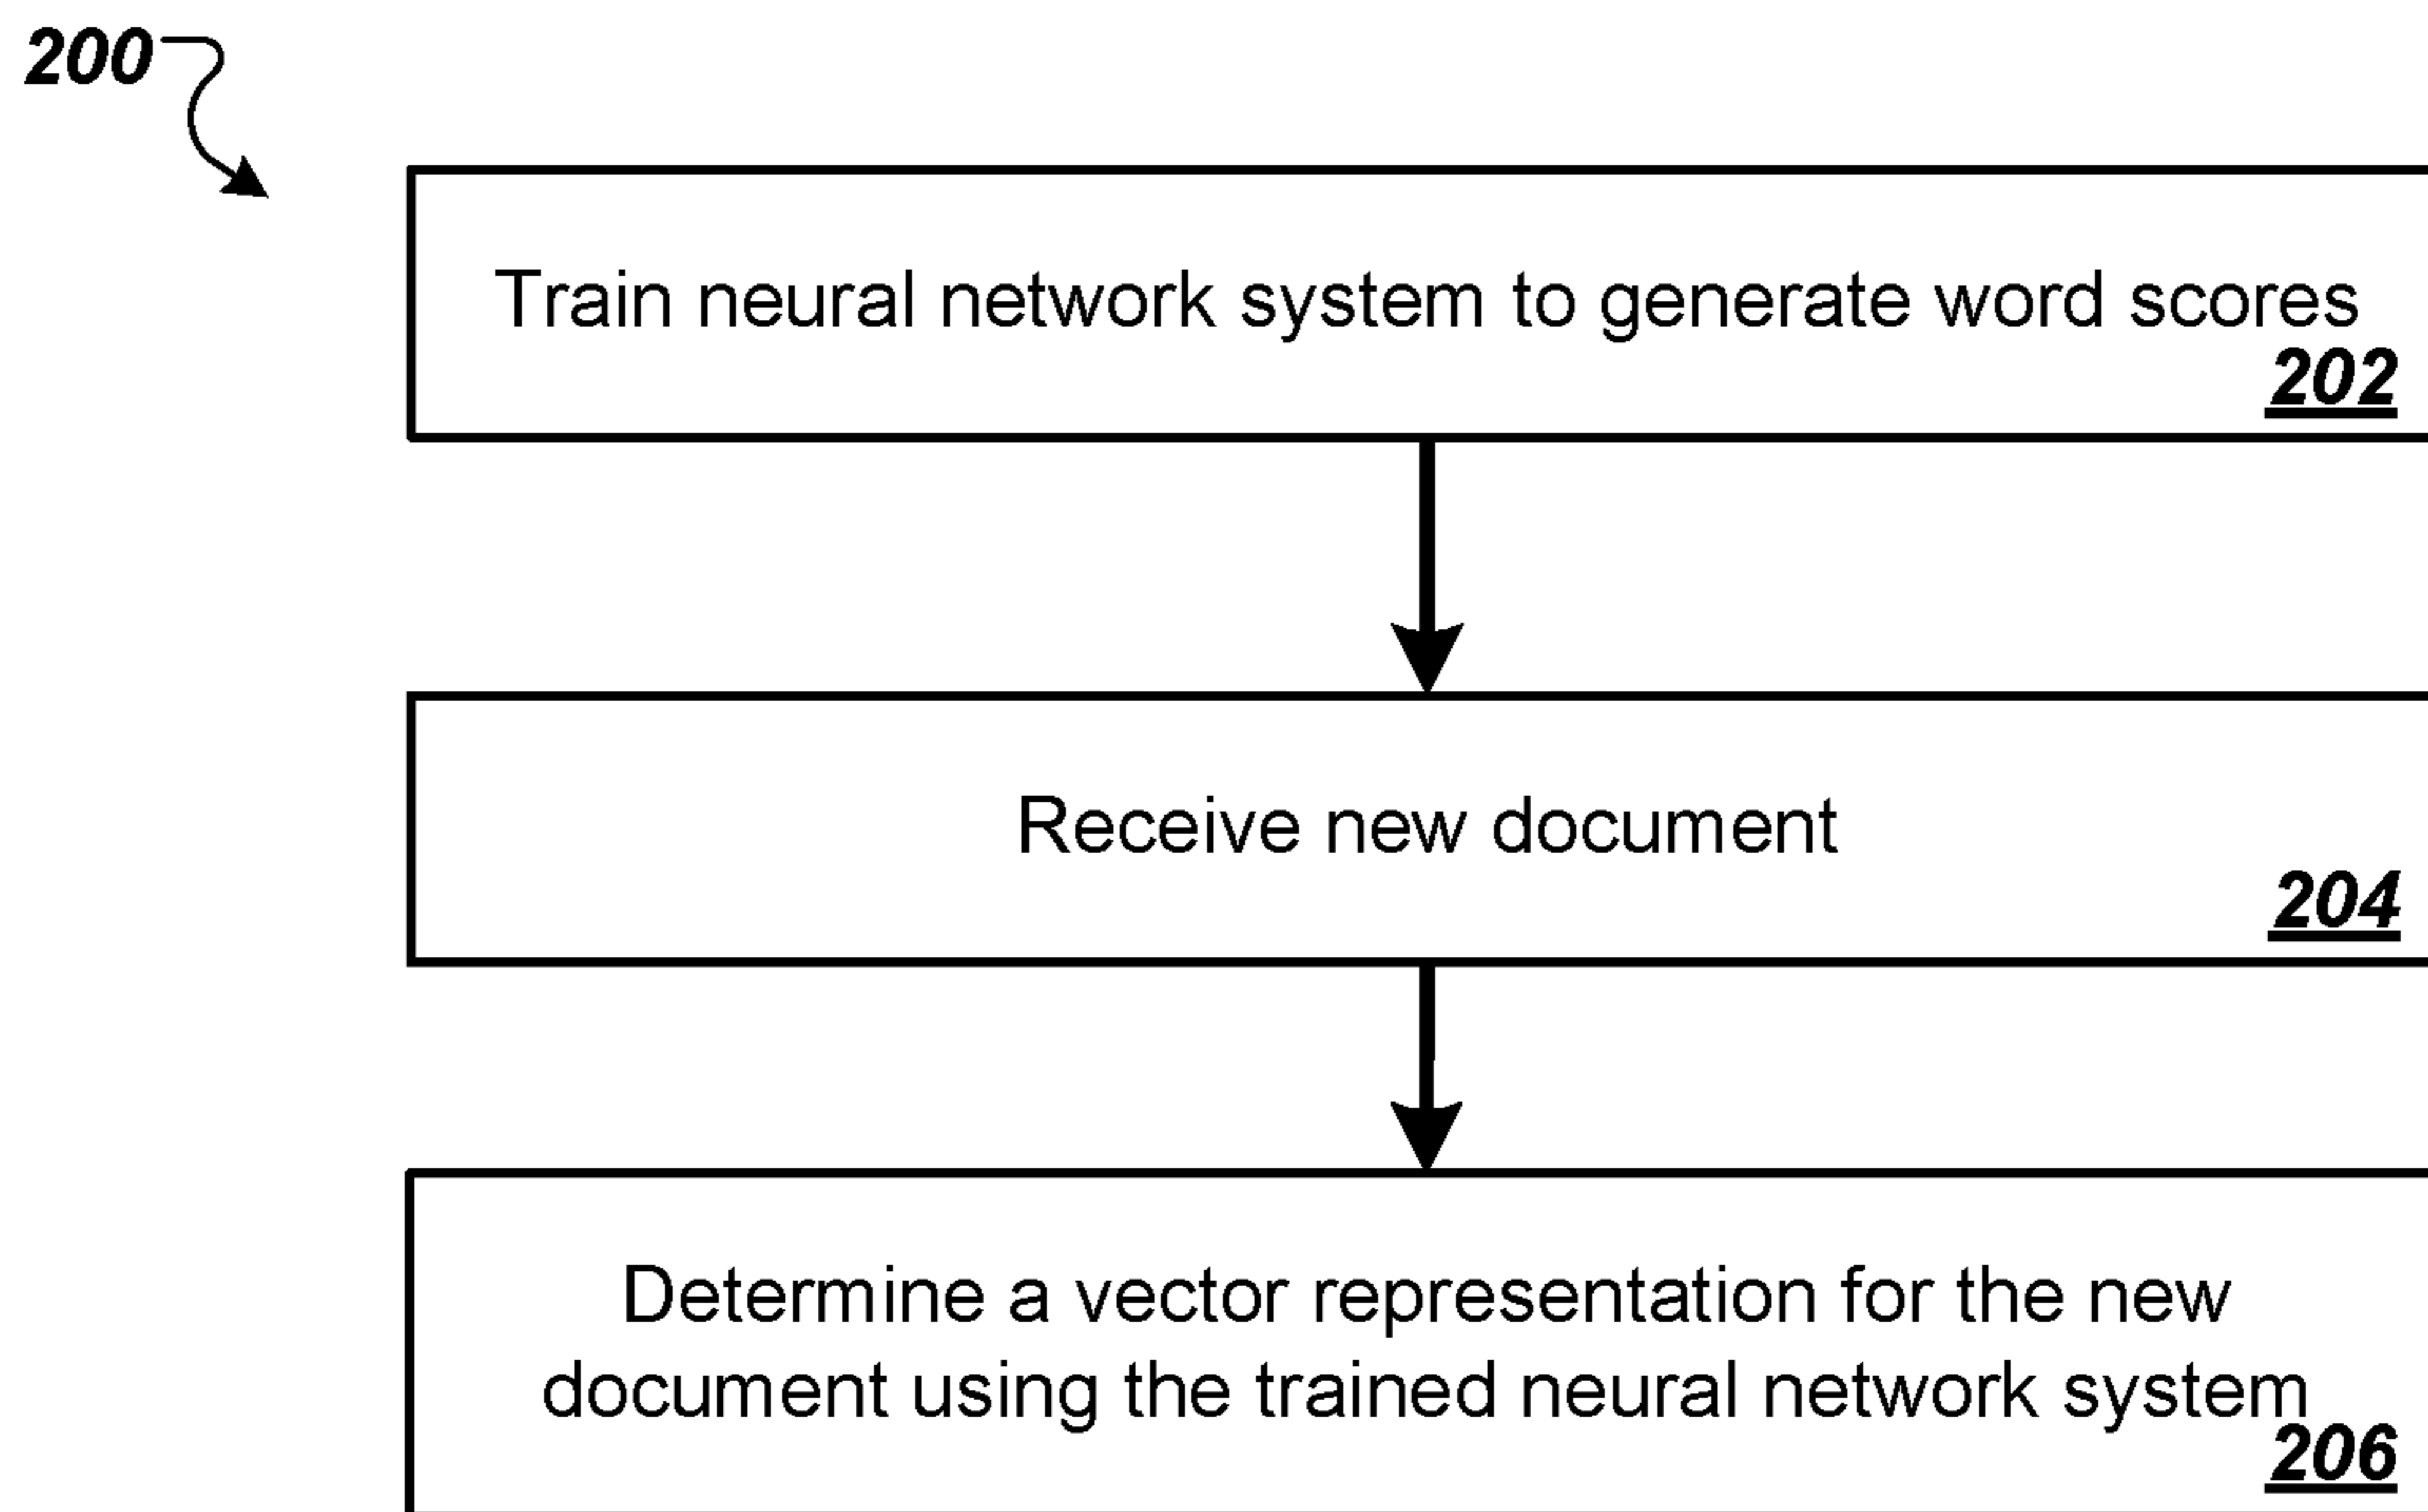 200
Train neural network system to generate word scores
202
Receive new document
204
Determine a vector representation for the new
document using the trained neural network system
206